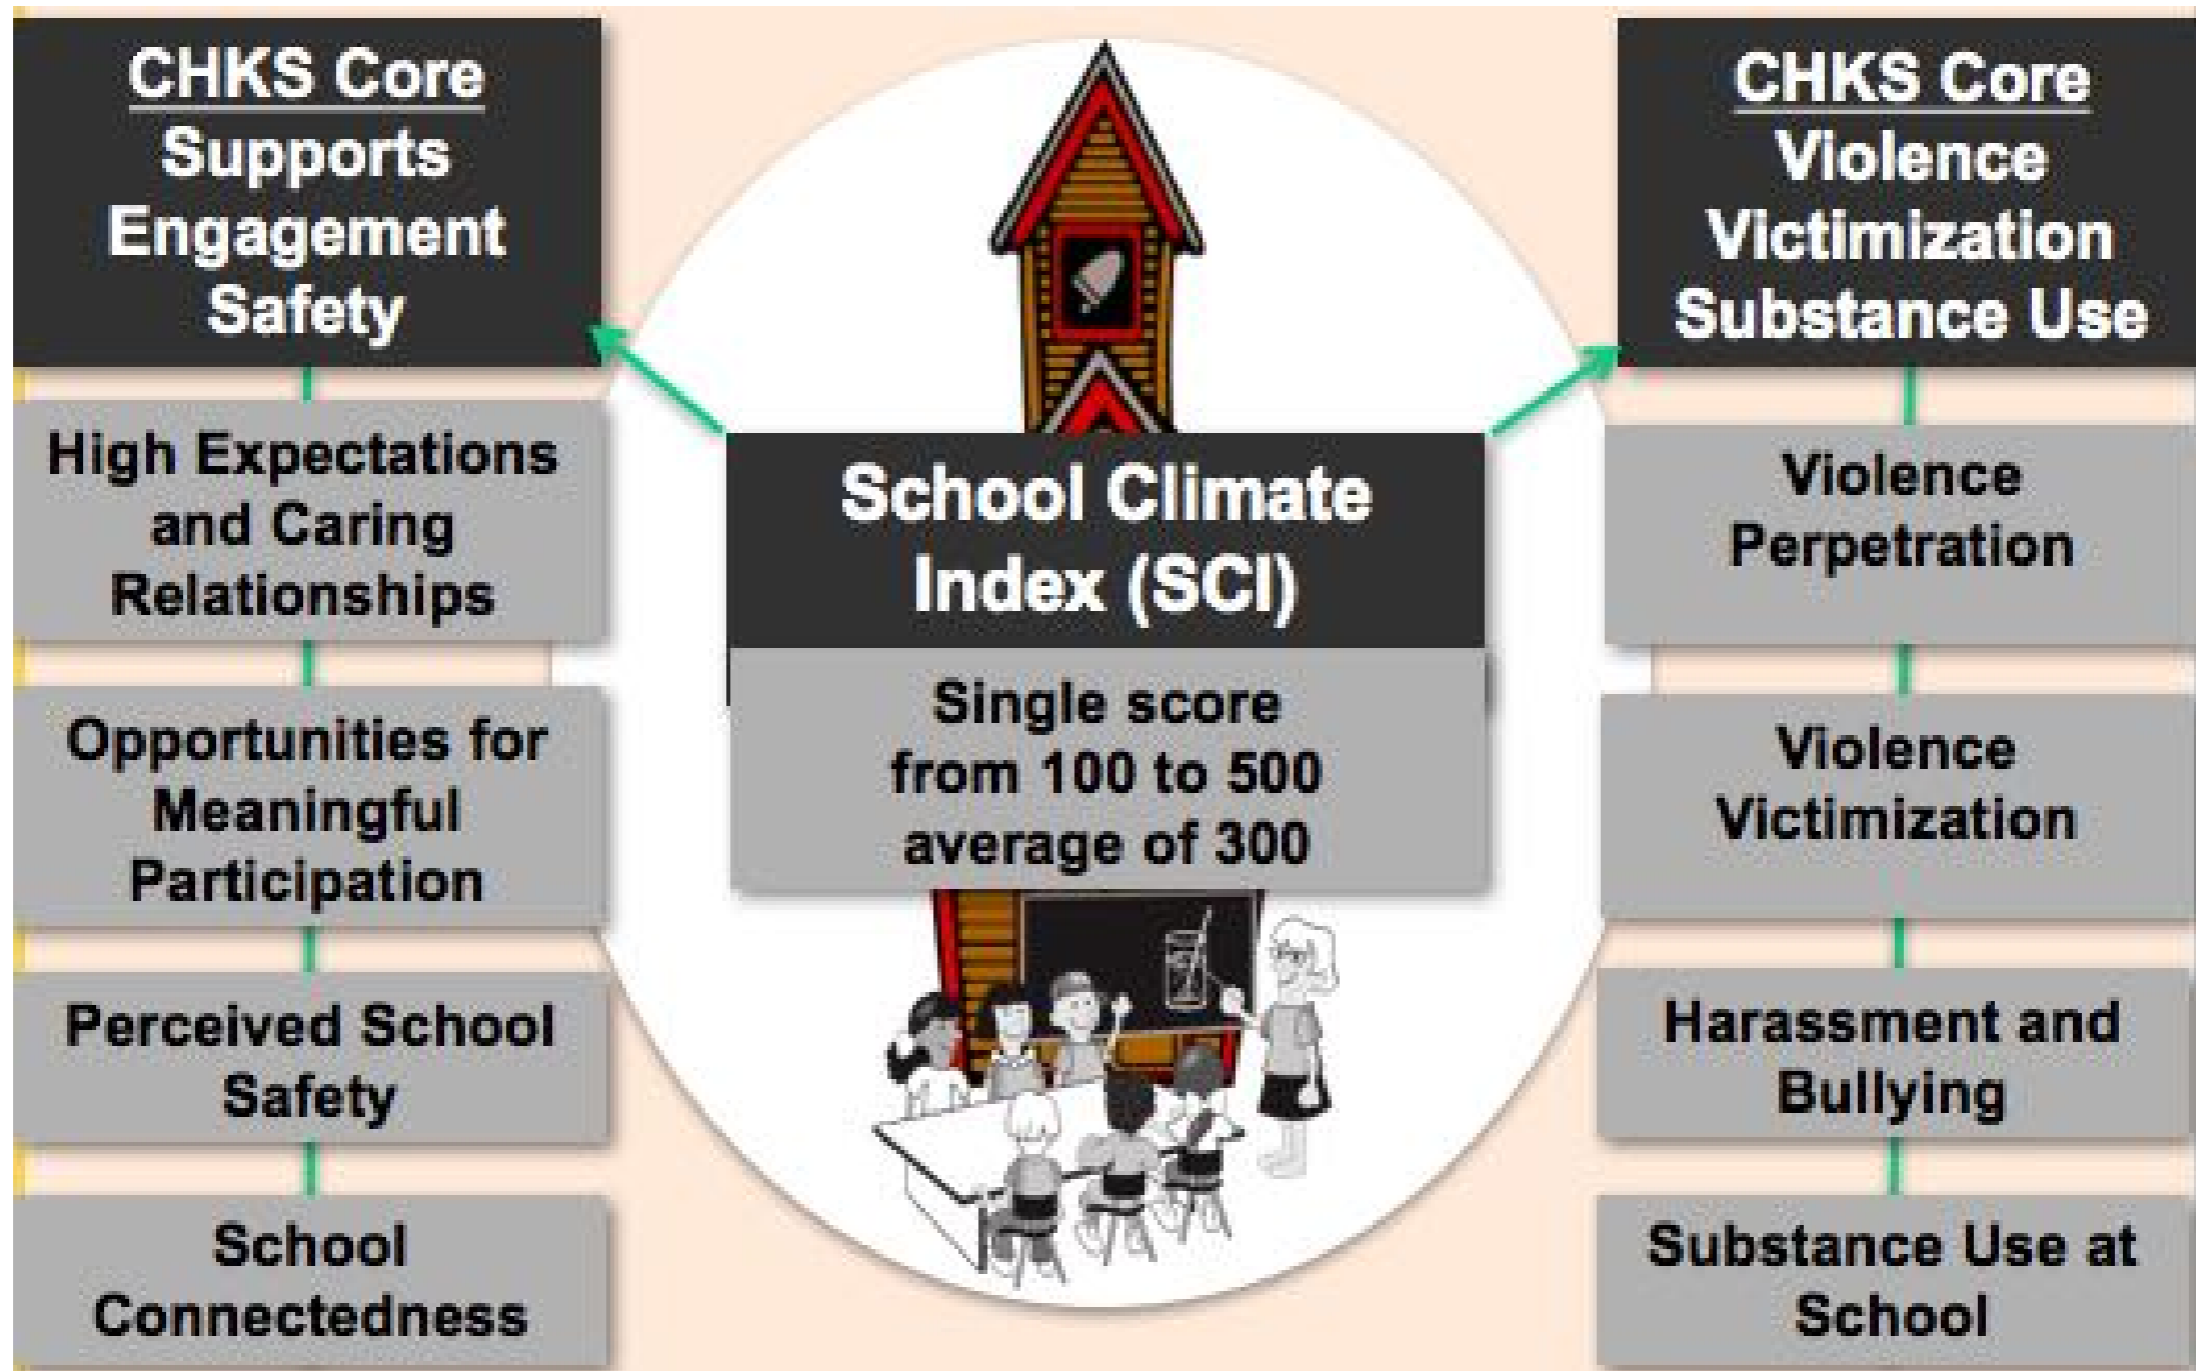 CHKS Core
Supports
Engagement
Safety
High Expectations
and Caring
Relationships
Opportunities for
Meaningful
Participation
Perceived School
Safety
School
Connectedness
School Climate
Index (SCI)
Single score
from 100 to 500
average of 300
CHKS Core
Violence
Victimization
Substance Use
Violence
Perpetration
Violence
Victimization
Harassment and
Bullying
Substance Use at
School